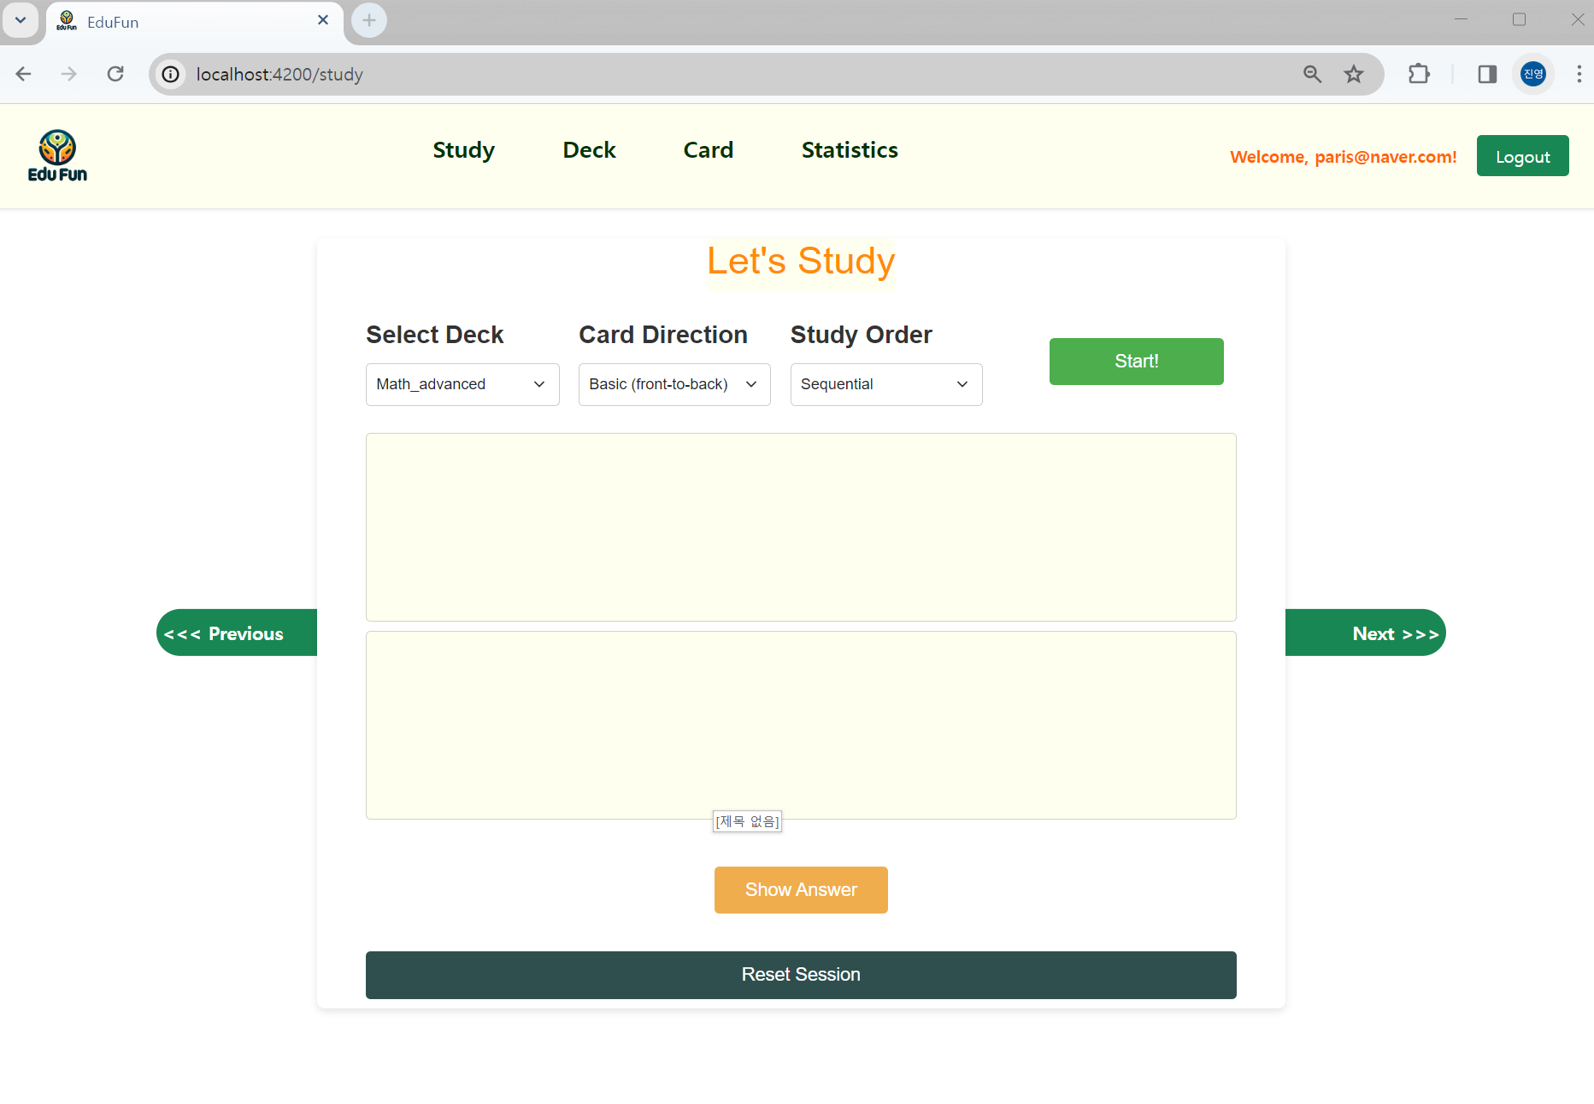 EduFun
localhost:4200/study
진영
Edu Fun
Study
Deck
Card
Statistics
Welcome, paris@naver.com!
Logout
Let's Study
Select Deck
Card Direction
Study Order
Math_advanced
Basic (front-to-back)
Sequential
Start!
<<< Previous
Next >>>
[제목 없음]
Show Answer
Reset Session